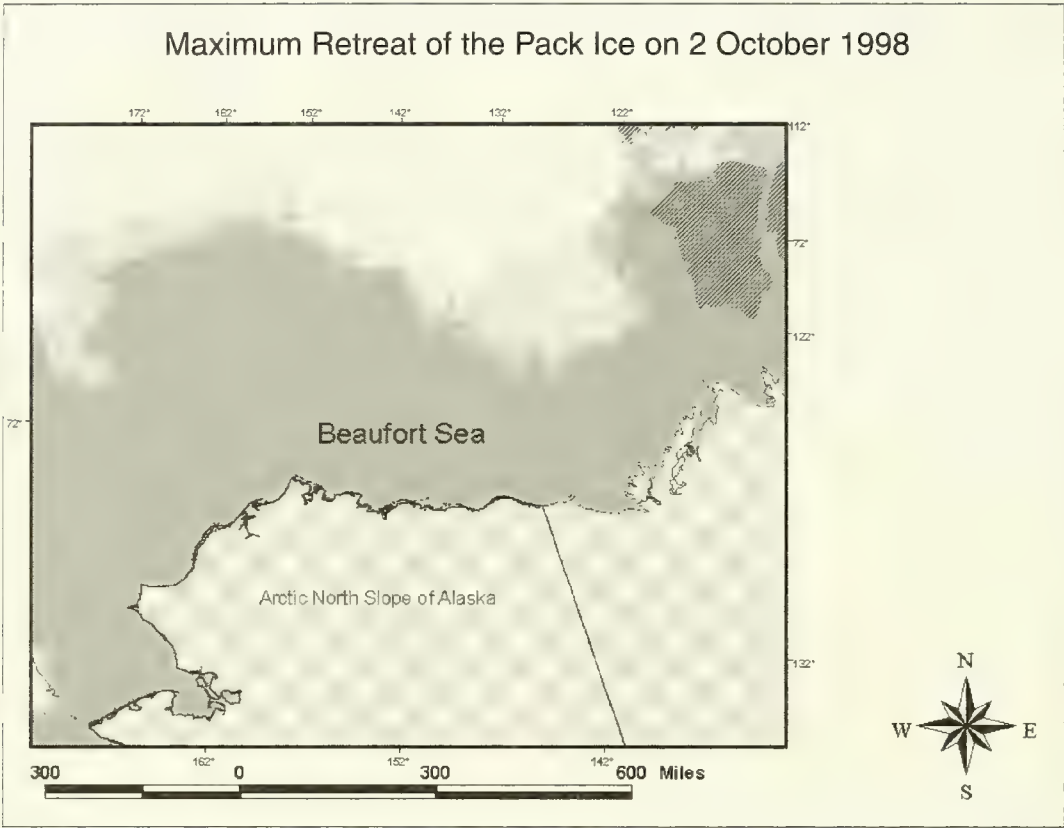 Maximum Retreat of the Pack Ice on 2 October 1998
172° 162° 152° 142° 132° 122°
112°
72°
122°
72°
Beaufort Sea
Arctic North Slope of Alaska
132°
N
W E
S
162° 152° 142°
300 0 300 600 Miles